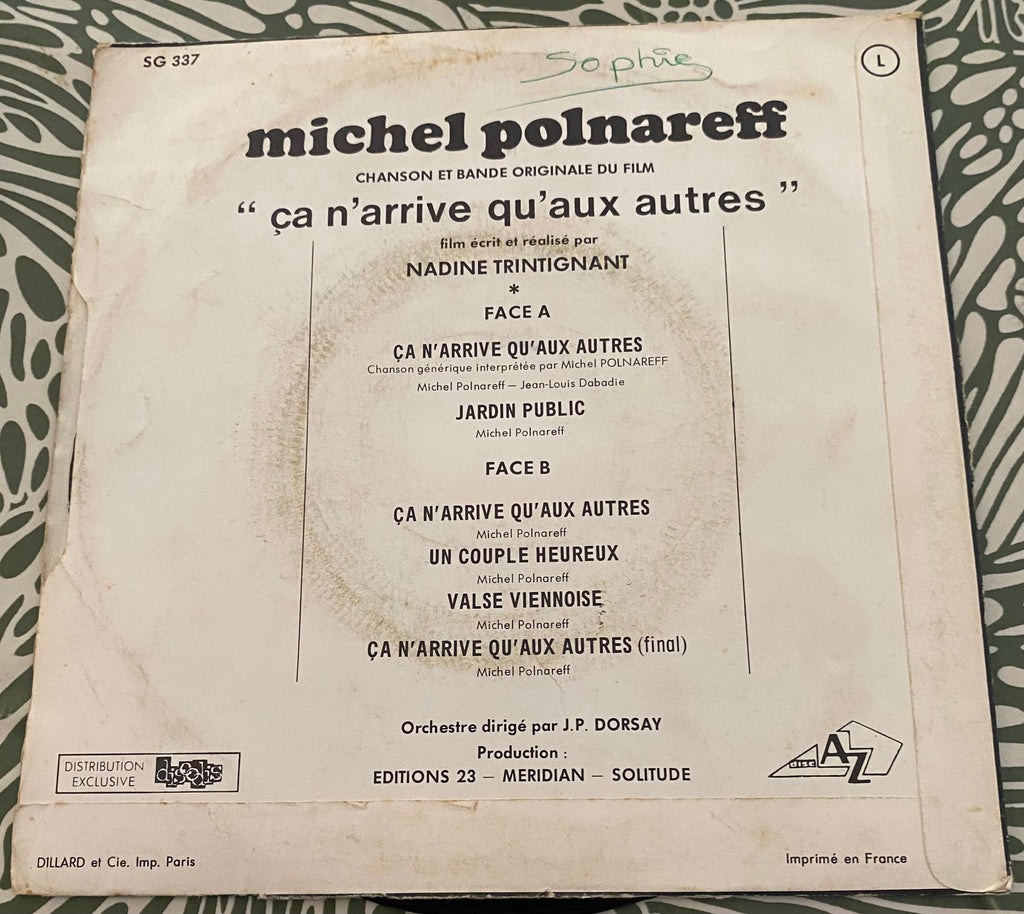 SG 337
Sophie
L
michel polnareff
CHANSON ET BANDE ORIGINALE DU FILM
“ ça n’arrive qu’aux autres ”
film écrit et réalisé par
NADINE TRINTIGNANT
*
FACE A
ÇA N’ARRIVE QU’AUX AUTRES
Chanson générique interprétée par Michel POLNAREFF
Michel Polnareff — Jean-Louis Dabadie
JARDIN PUBLIC
Michel Polnareff
FACE B
ÇA N’ARRIVE QU’AUX AUTRES
Michel Polnareff
UN COUPLE HEUREUX
Michel Polnareff
VALSE VIENNOISE
Michel Polnareff
ÇA N’ARRIVE QU’AUX AUTRES (final)
Michel Polnareff
Orchestre dirigé par J.P. DORSAY
Production :
EDITIONS 23 — MERIDIAN — SOLITUDE
DISTRIBUTION
EXCLUSIVE
discodis
disc AZ
DILLARD et Cie. Imp. Paris
Imprimé en France